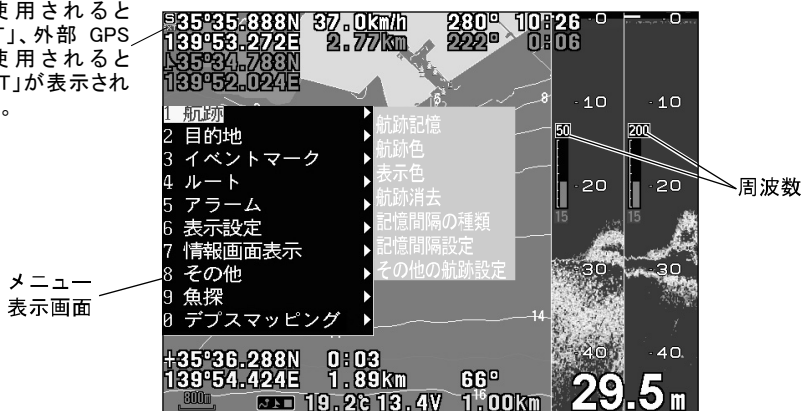 使用されると
T」、外部 GPS
使用されると
T」が表示され
。
35°35.888N 37.0km/h 280° 10:26
139°53.272E 2.77km 222° 0:06
35°34.788N
139°52.024E
1 航跡
2 目的地
3 イベントマーク
4 ルート
5 アラーム
6 表示設定
7 情報画面表示
8 その他
9 魚探
0 デプスマッピング
航跡記憶
航跡色
表示色
航跡消去
記憶間隔の種類
記憶間隔設定
その他の航跡設定
メニュー
表示画面
周波数
0 0
10 10
50 200
20 20
15 15
30 30
40 40
8
14
16
+35°36.288N 0:03
139°54.424E 1.89km 66°
800m 19.2℃ 13.4V 1.00km
29.5m